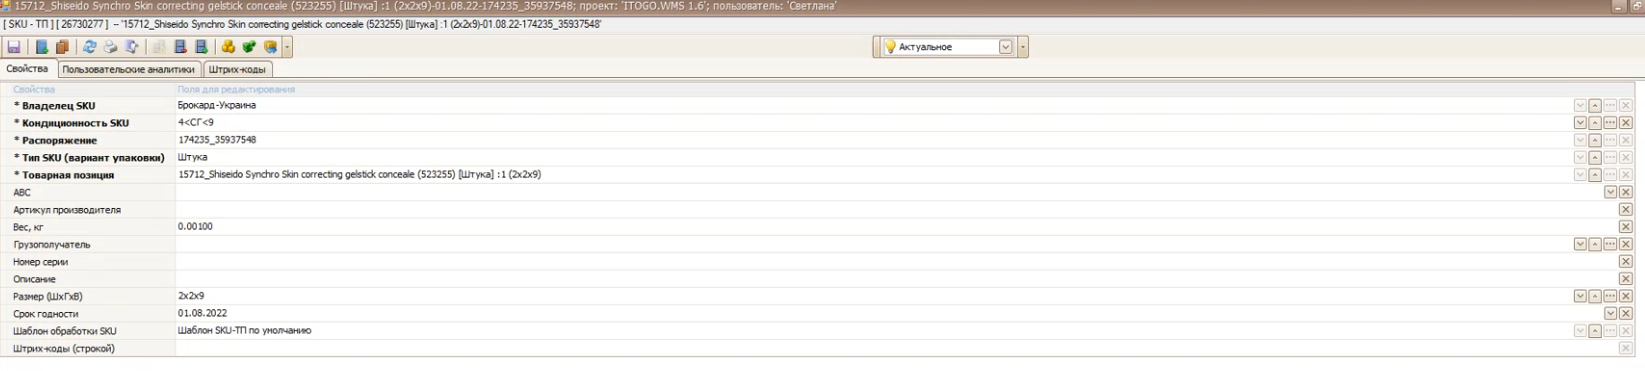 15712_Shiseido Synchro Skin correcting gelstick conceale (523255) [Штука] :1 (2x2x9)-01.08.22-174235_35937548; проект: 'ITOGO.WMS 1.6'; пользователь: 'Светлана'
[ SKU - ТП ] [ 26730277 ] -- '15712_Shiseido Synchro Skin correcting gelstick conceale (523255) [Штука] :1 (2x2x9)-01.08.22-174235_35937548'
Актуальное
Свойства Пользовательские аналитики Штрих-коды
Свойства Поля для редактирования
* Владелец SKU Брокард-Украина
* Кондиционность SKU 4<СГ<9
* Распоряжение 174235_35937548
* Тип SKU (вариант упаковки) Штука
* Товарная позиция 15712_Shiseido Synchro Skin correcting gelstick conceale (523255) [Штука] :1 (2x2x9)
ABC
Артикул производителя
Вес, кг 0.00100
Грузополучатель
Номер серии
Описание
Размер (ШxГxВ) 2x2x9
Срок годности 01.08.2022
Шаблон обработки SKU Шаблон SKU-ТП по умолчанию
Штрих-коды (строкой)